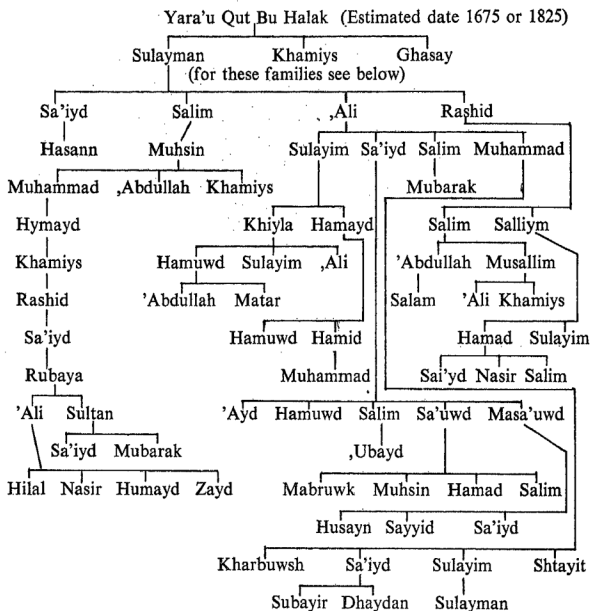 Yara'u Qut Bu Halak (Estimated date 1675 or 1825)
Sulayman Khamiys Ghasay
(for these families see below)
Sa'iyd Salim ,Ali Rashid
Hasann Muhsin Sulayim Sa'iyd Salim Muhammad
Muhammad ,Abdullah Khamiys Mubarak
Hymayd Khiyla Hamayd Salim Salliym
Khamiys Hamuwd Sulayim ,Ali 'Abdullah Musallim
Rashid 'Abdullah Matar Salam 'Ali Khamiys
Sa'iyd Hamuwd Hamid Hamad Sulayim
Rubaya Muhammad Sai'yd Nasir Salim
'Ali Sultan 'Ayd Hamuwd Salim Sa'uwd Masa'uwd
Sa'iyd Mubarak ,Ubayd
Hilal Nasir Humayd Zayd Mabruwk Muhsin Hamad Salim
Husayn Sayyid Sa'iyd
Kharbuwsh Sa'iyd Sulayim Shtayit
Subayir Dhaydan Sulayman